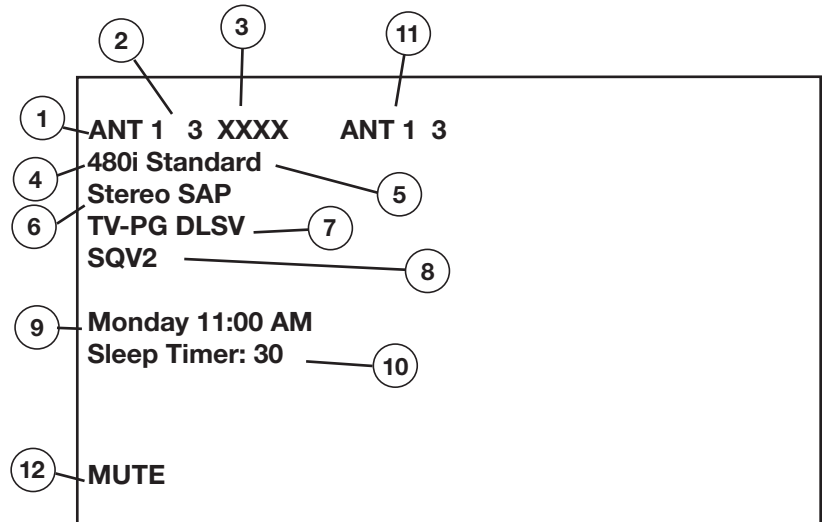 2 3 11
1 ANT 1 3 XXXX ANT 1 3
4 480i Standard 5
6 Stereo SAP
TV-PG DLSV 7
SQV2 8
9 Monday 11:00 AM
Sleep Timer: 30 10
12 MUTE